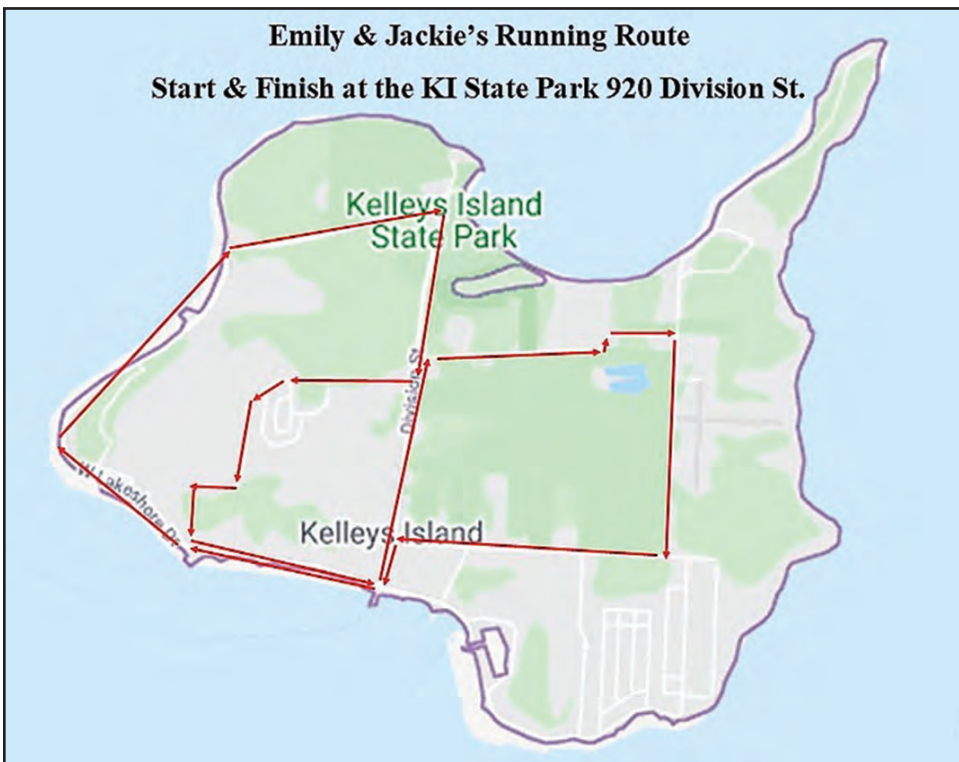 Emily & Jackie's Running Route
Start & Finish at the KI State Park 920 Division St.
Kelleys Island
State Park
Division St
W Lakeshore Dr
Kelleys Island